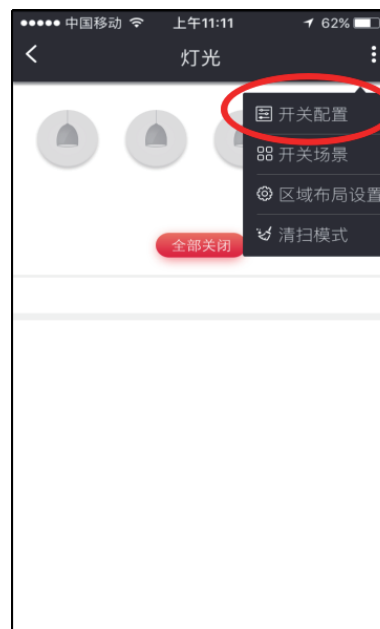 中国移动 上午11:11 62%
灯光
开关配置
开关场景
区域布局设置
清扫模式
全部关闭